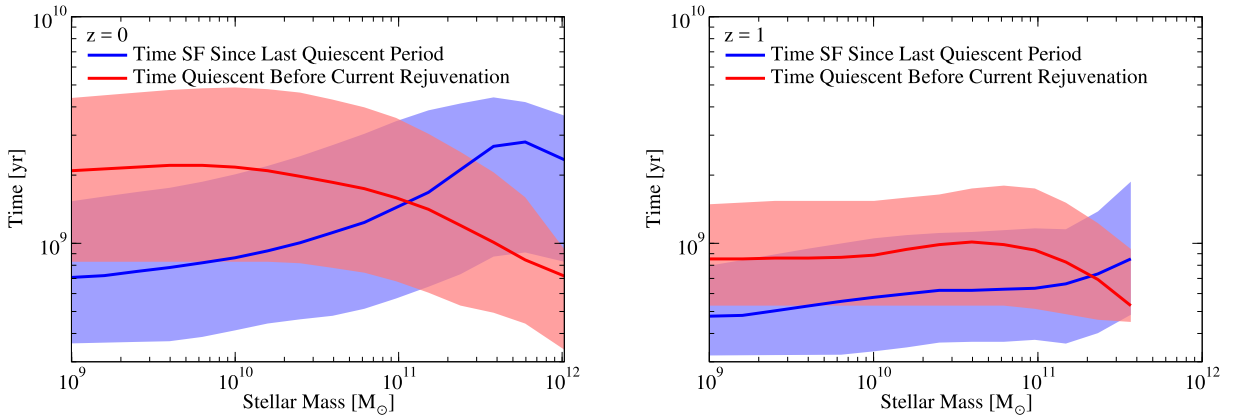 10^10
z = 0
Time SF Since Last Quiescent Period
Time Quiescent Before Current Rejuvenation
Time [yr]
10^9
10^9 10^10 10^11 10^12
Stellar Mass [M_⊙]
10^10
z = 1
Time SF Since Last Quiescent Period
Time Quiescent Before Current Rejuvenation
Time [yr]
10^9
10^9 10^10 10^11 10^12
Stellar Mass [M_⊙]